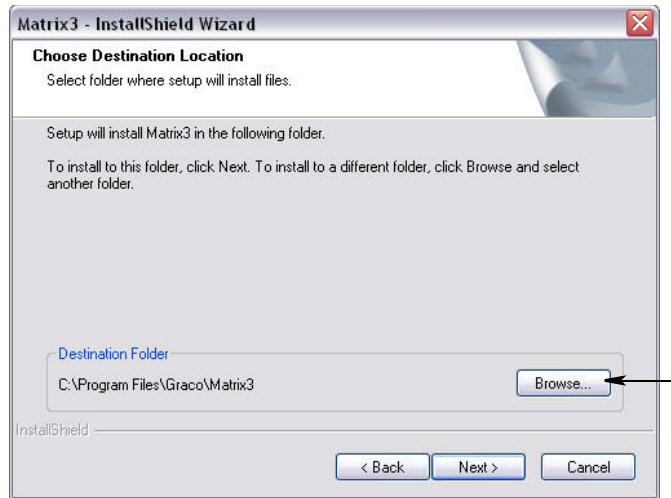 Matrix3 - InstallShield Wizard
Choose Destination Location
Select folder where setup will install files.
Setup will install Matrix3 in the following folder.
To install to this folder, click Next. To install to a different folder, click Browse and select
another folder.
Destination Folder
C:\Program Files\Graco\Matrix3
Browse...
InstallShield
< Back
Next >
Cancel